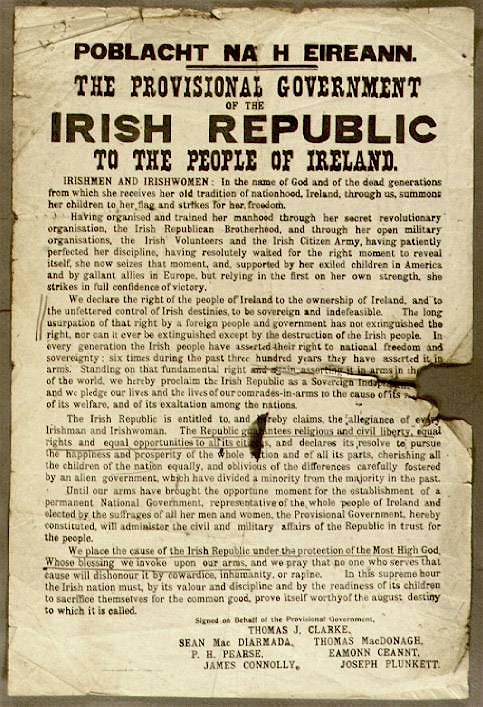 POBLACHT NA H EIREANN.
THE PROVISIONAL GOVERNMENT
OF THE
IRISH REPUBLIC
TO THE PEOPLE OF IRELAND.
IRISHMEN AND IRISHWOMEN: In the name of God and of the dead generations
from which she receives her old tradition of nationhood, Ireland, through us, summons
her children to her flag and strikes for her freedom.
Having organised and trained her manhood through her secret revolutionary
organisation, the Irish Republican Brotherhood, and through her open military
organisations, the Irish Volunteers and the Irish Citizen Army, having patiently
perfected her discipline, having resolutely waited for the right moment to reveal
itself, she now seizes that moment, and, supported by her exiled children in America
and by gallant allies in Europe, but relying in the first on her own strength, she
strikes in full confidence of victory.
We declare the right of the people of Ireland to the ownership of Ireland, and to
the unfettered control of Irish destinies, to be sovereign and indefeasible. The long
usurpation of that right by a foreign people and government has not extinguished the
right, nor can it ever be extinguished except by the destruction of the Irish people. In
every generation the Irish people have asserted their right to national freedom and
sovereignty; six times during the past three hundred years they have asserted it in
arms. Standing on that fundamental right and again asserting it in arms in the
of the world, we hereby proclaim the Irish Republic as a Sovereign
and we pledge our lives and the lives of our comrades-in-arms to the cause of its
of its welfare, and of its exaltation among the nations.
The Irish Republic is entitled to, and hereby claims, the allegiance of every
Irishman and Irishwoman. The Republic guarantees religious and civil liberty, equal
rights and equal opportunities to all its citizens, and declares its resolve to pursue
the happiness and prosperity of the whole nation and of all its parts, cherishing all
the children of the nation equally, and oblivious of the differences carefully fostered
by an alien government, which have divided a minority from the majority in the past.
Until our arms have brought the opportune moment for the establishment of a
permanent National Government, representative of the whole people of Ireland and
elected by the suffrages of all her men and women, the Provisional Government, hereby
constituted, will administer the civil and military affairs of the Republic in trust for
the people.
We place the cause of the Irish Republic under the protection of the Most High God,
Whose blessing we invoke upon our arms, and we pray that no one who serves that
cause will dishonour it by cowardice, inhumanity, or rapine. In this supreme hour
the Irish nation must, by its valour and discipline and by the readiness of its children
to sacrifice themselves for the common good, prove itself worthy of the august destiny
to which it is called.
Signed on Behalf of the Provisional Government,
THOMAS J. CLARKE,
SEAN Mac DIARMADA, THOMAS MacDONAGH,
P. H. PEARSE, EAMONN CEANNT,
JAMES CONNOLLY, JOSEPH PLUNKETT.